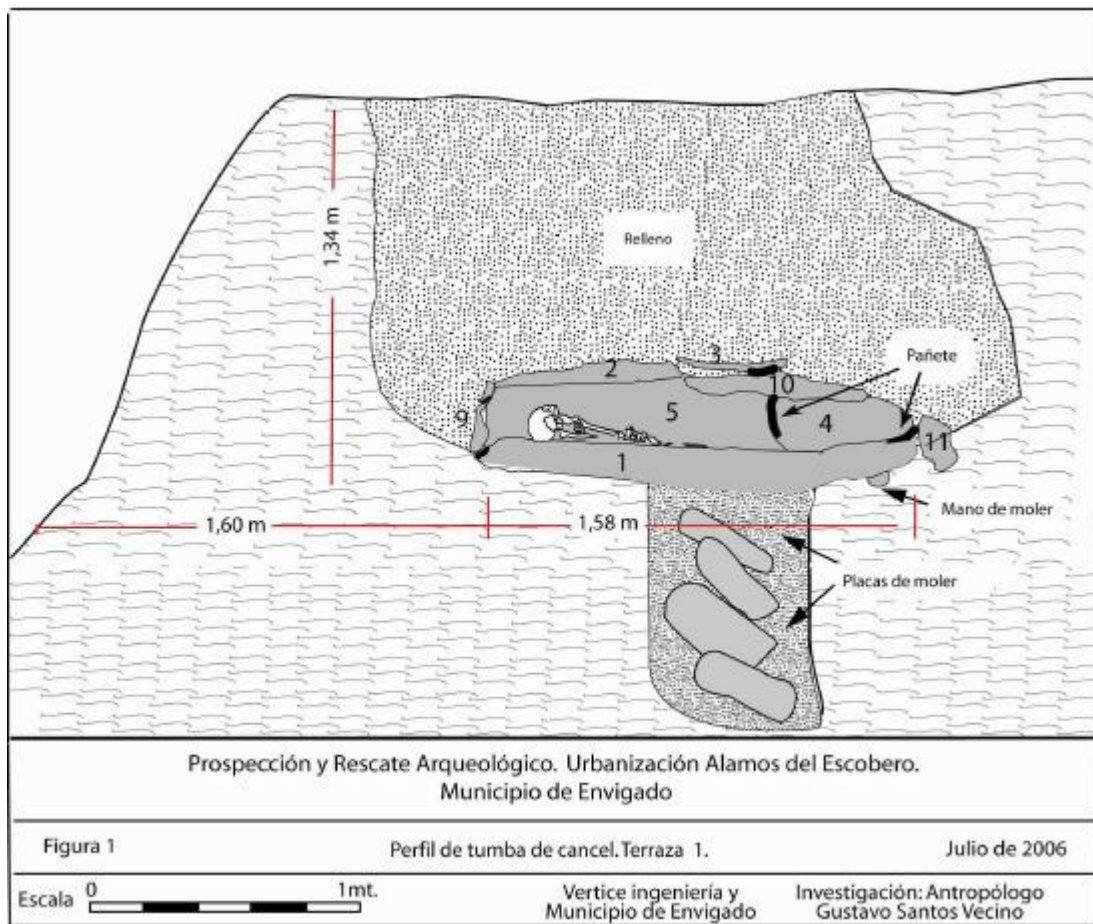 1,34 m
Relleno
3
2
10
Pañete
9
5
4
11
1
Mano de moler
1,60 m
1,58 m
Placas de moler
Prospección y Rescate Arqueológico. Urbanización Alamos del Escobero.
Municipio de Envigado
Figura 1
Perfil de tumba de cancel. Terraza 1.
Julio de 2006
Escala
0
1mt.
Vertice ingeniería y
Municipio de Envigado
Investigación: Antropólogo
Gustavo Santos Vecino